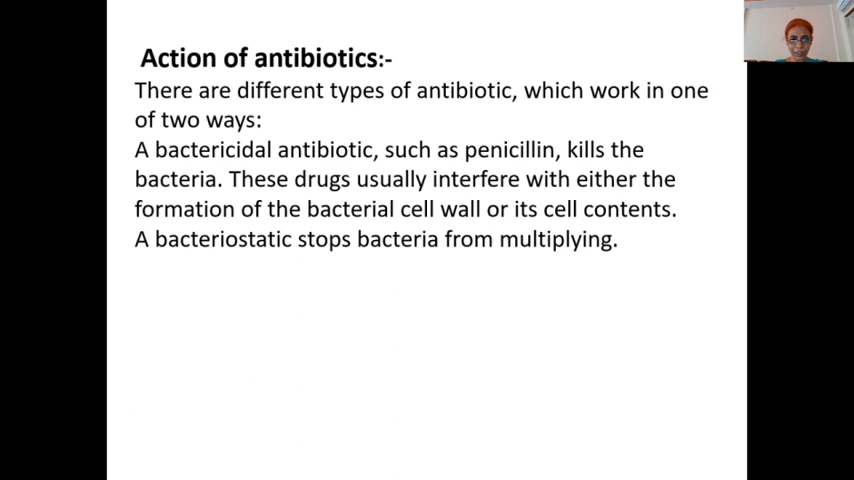 Action of antibiotics:-
There are different types of antibiotic, which work in one
of two ways:
A bactericidal antibiotic, such as penicillin, kills the
bacteria. These drugs usually interfere with either the
formation of the bacterial cell wall or its cell contents.
A bacteriostatic stops bacteria from multiplying.